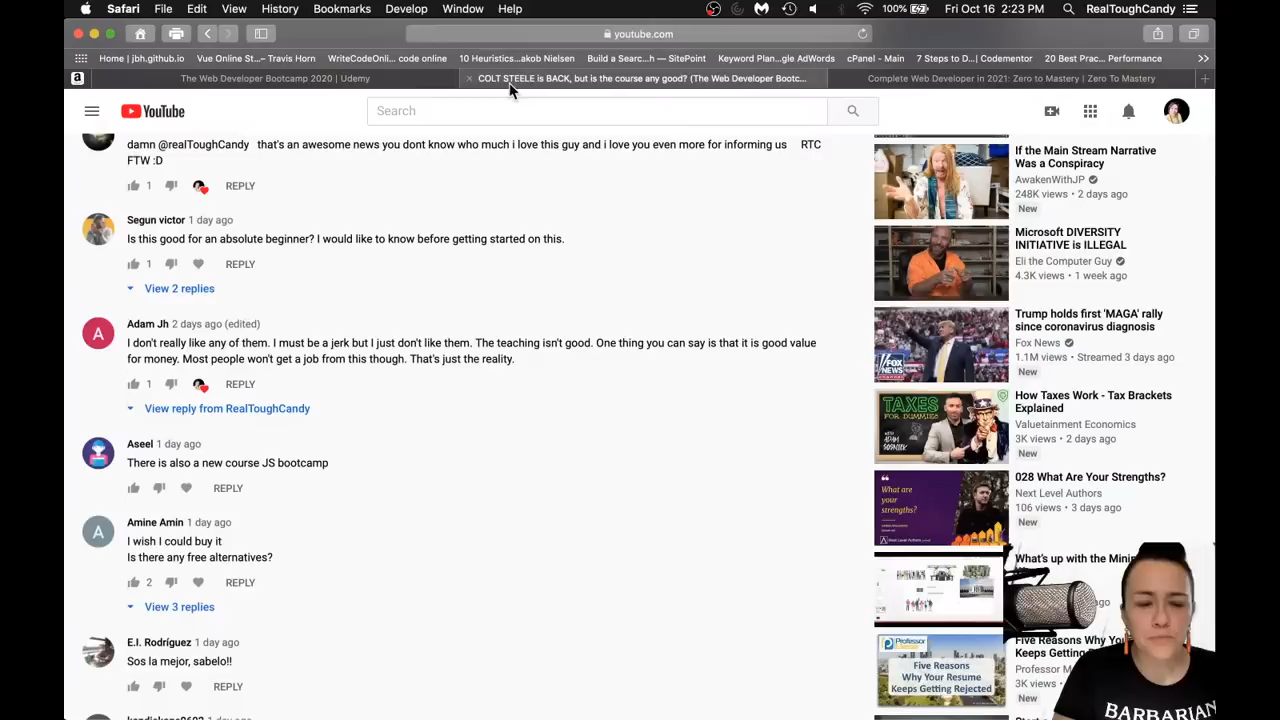 Safari File Edit View History Bookmarks Develop Window Help 100% Fri Oct 16 2:23 PM RealToughCandy
youtube.com
Home | jbh.github.io Vue Online St...– Travis Horn WriteCodeOnli... code online 10 Heuristics...akob Nielsen Build a Search...h — SitePoint Keyword Plan...gle AdWords cPanel - Main 7 Steps to D...| Codementor 20 Best Prac... Performance
The Web Developer Bootcamp 2020 | Udemy COLT STEELE is BACK, but is the course any good? (The Web Developer Bootc... Complete Web Developer in 2021: Zero to Mastery | Zero To Mastery
YouTube
Search
damn @realToughCandy that's an awesome news you dont know who much i love this guy and i love you even more for informing us RTC
FTW :D
1 REPLY
Segun victor 1 day ago
Is this good for an absolute beginner? I would like to know before getting started on this.
1 REPLY
View 2 replies
Adam Jh 2 days ago (edited)
I don't really like any of them. I must be a jerk but I just don't like them. The teaching isn't good. One thing you can say is that it is good value
for money. Most people won't get a job from this though. That's just the reality.
1 REPLY
View reply from RealToughCandy
A
Aseel 1 day ago
There is also a new course JS bootcamp
REPLY
Amine Amin 1 day ago
A
I wish I could buy it
Is there any free alternatives?
2 REPLY
View 3 replies
E.I. Rodríguez 1 day ago
Sos la mejor, sabelo!!
REPLY
If the Main Stream Narrative
Was a Conspiracy
AwakenWithJP
248K views • 2 days ago
New
Microsoft DIVERSITY
INITIATIVE is ILLEGAL
Eli the Computer Guy
4.3K views • 1 week ago
Trump holds first 'MAGA' rally
since coronavirus diagnosis
Fox News
1.1M views • Streamed 3 days ago
New
FOX
NEWS
How Taxes Work - Tax Brackets
Explained
Valuetainment Economics
3K views • 2 days ago
New
TAXES
FOR DUMMIES
WITH
ADAM
SOSNICK
028 What Are Your Strengths?
Next Level Authors
106 views • 3 days ago
New
What are
your
strengths?
What's up with the Minis
ago
Five Reasons Why You
Keeps Getting
Professor M
3K views •
New
Professor
Five Reasons
Why Your Resume
Keeps Getting Rejected
BARBARIAN